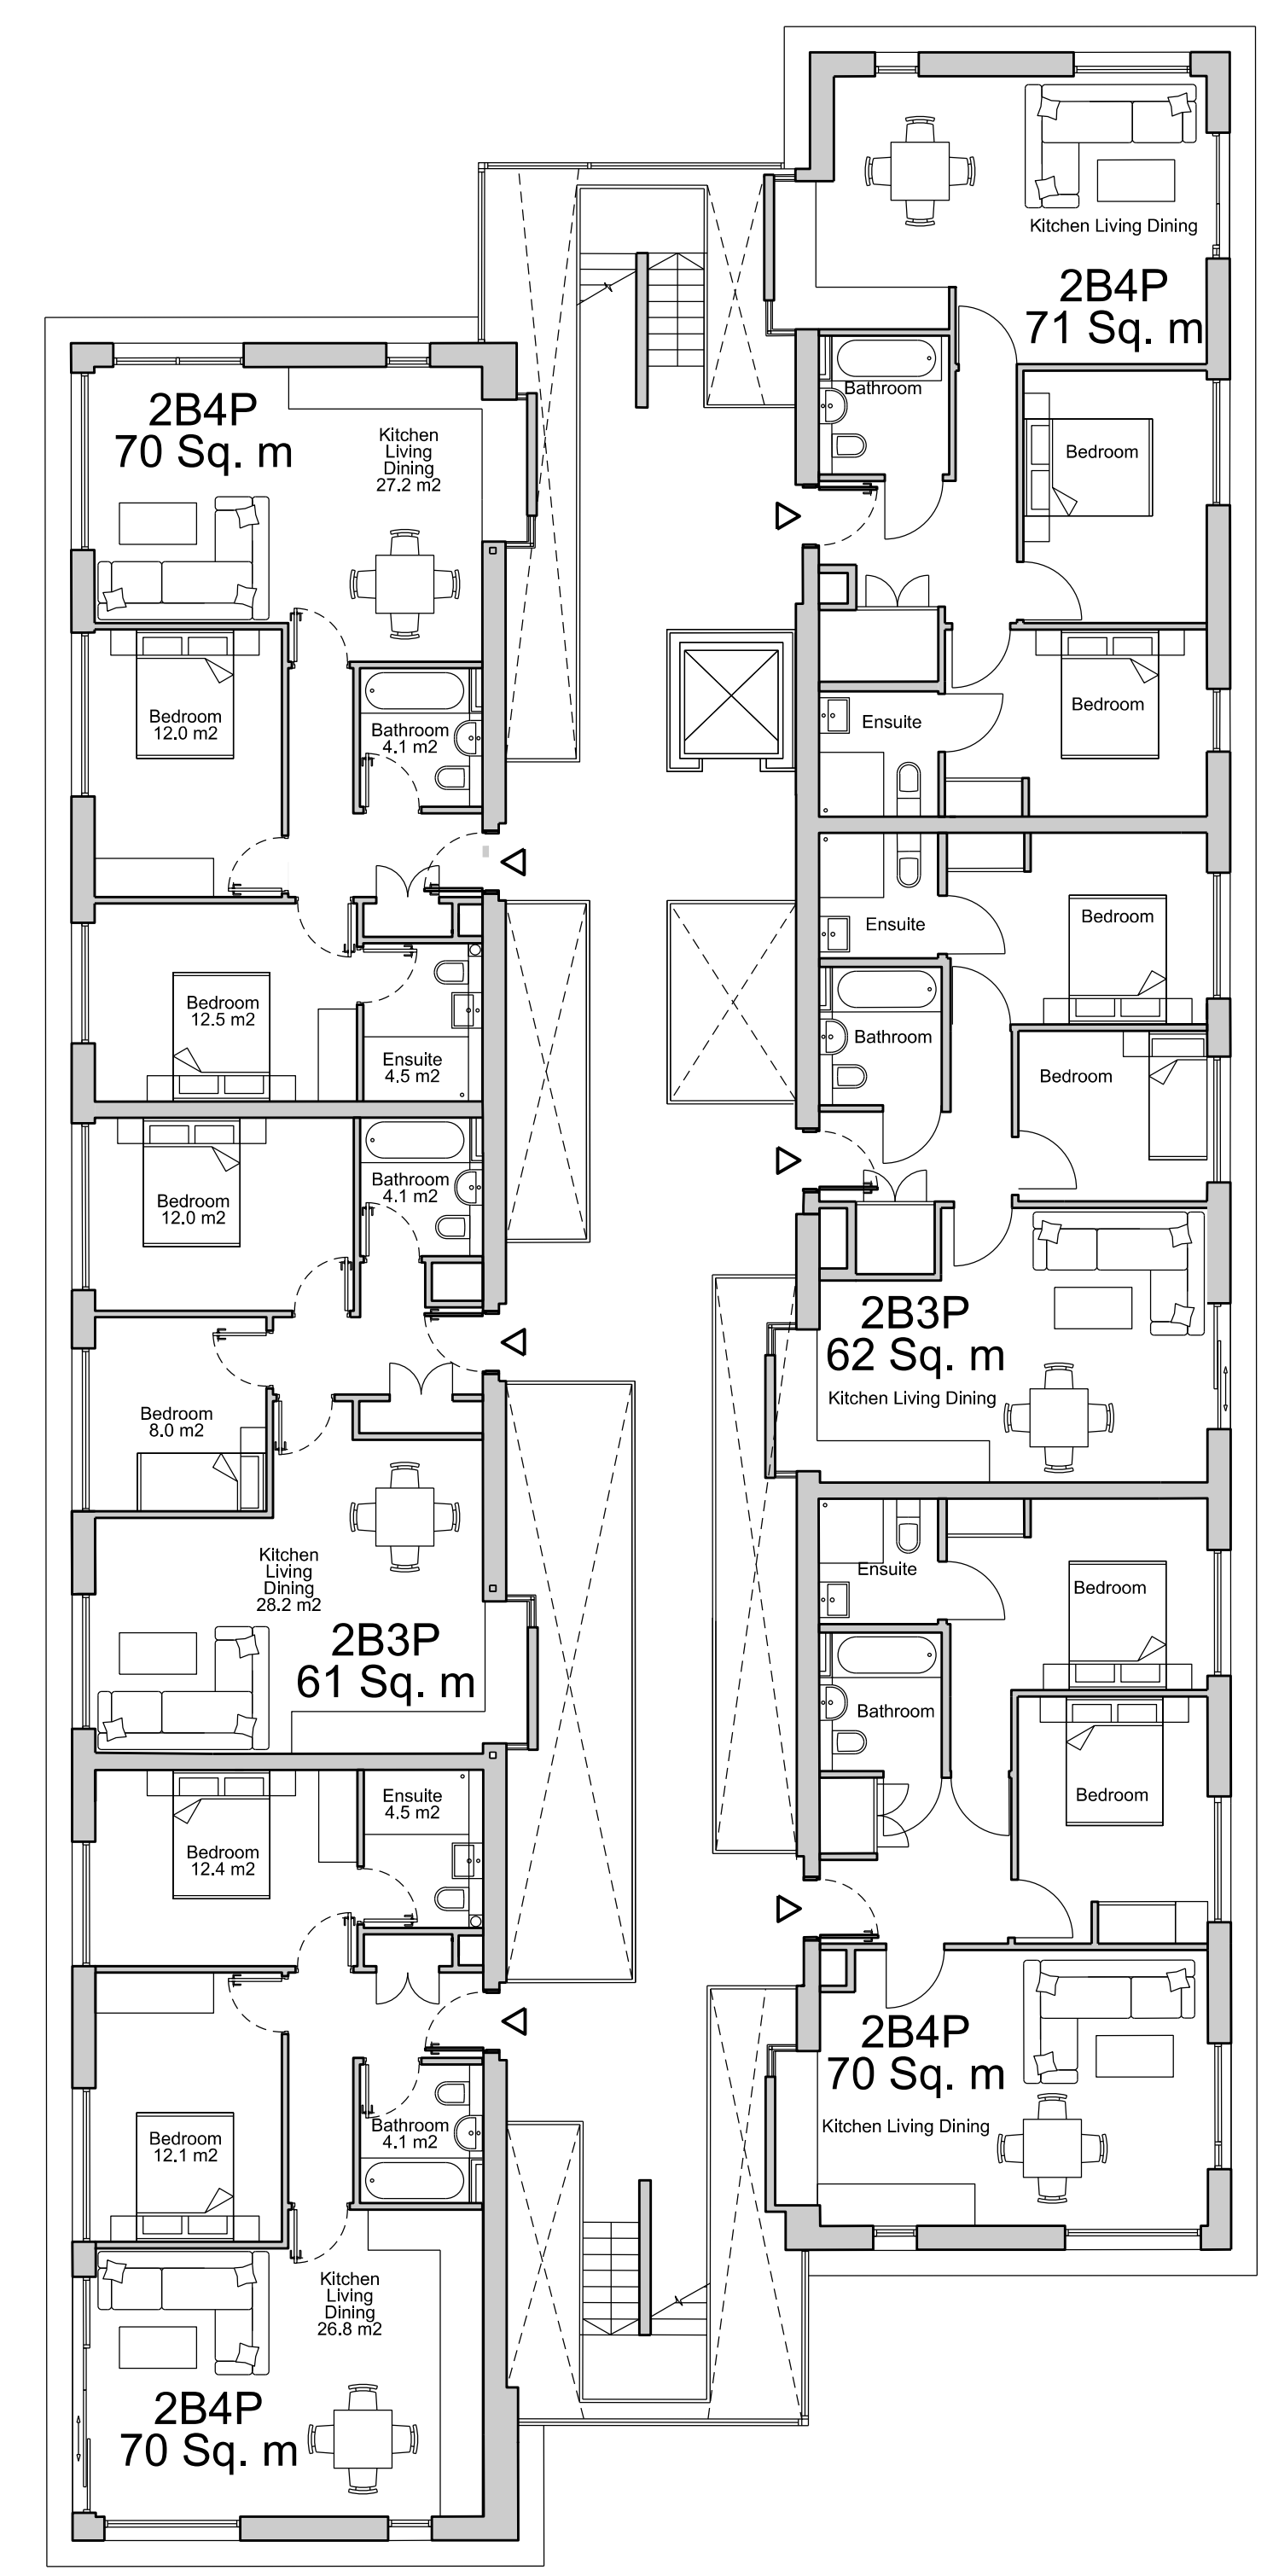 2B4P
70 Sq. m
Kitchen
Living
Dining
27.2 m2
Bedroom
12.0 m2
Bathroom
4.1 m2
Bedroom
12.5 m2
Ensuite
4.5 m2
Bedroom
12.0 m2
Bathroom
4.1 m2
Bedroom
8.0 m2
Kitchen
Living
Dining
28.2 m2
2B3P
61 Sq. m
Ensuite
4.5 m2
Bedroom
12.4 m2
Bedroom
12.1 m2
Bathroom
4.1 m2
Kitchen
Living
Dining
26.8 m2
2B4P
70 Sq. m
Kitchen Living Dining
2B4P
71 Sq. m
Bathroom
Bedroom
Bedroom
Ensuite
Bedroom
Ensuite
Bathroom
Bedroom
2B3P
62 Sq. m
Kitchen Living Dining
Ensuite
Bedroom
Bathroom
Bedroom
2B4P
70 Sq. m
Kitchen Living Dining